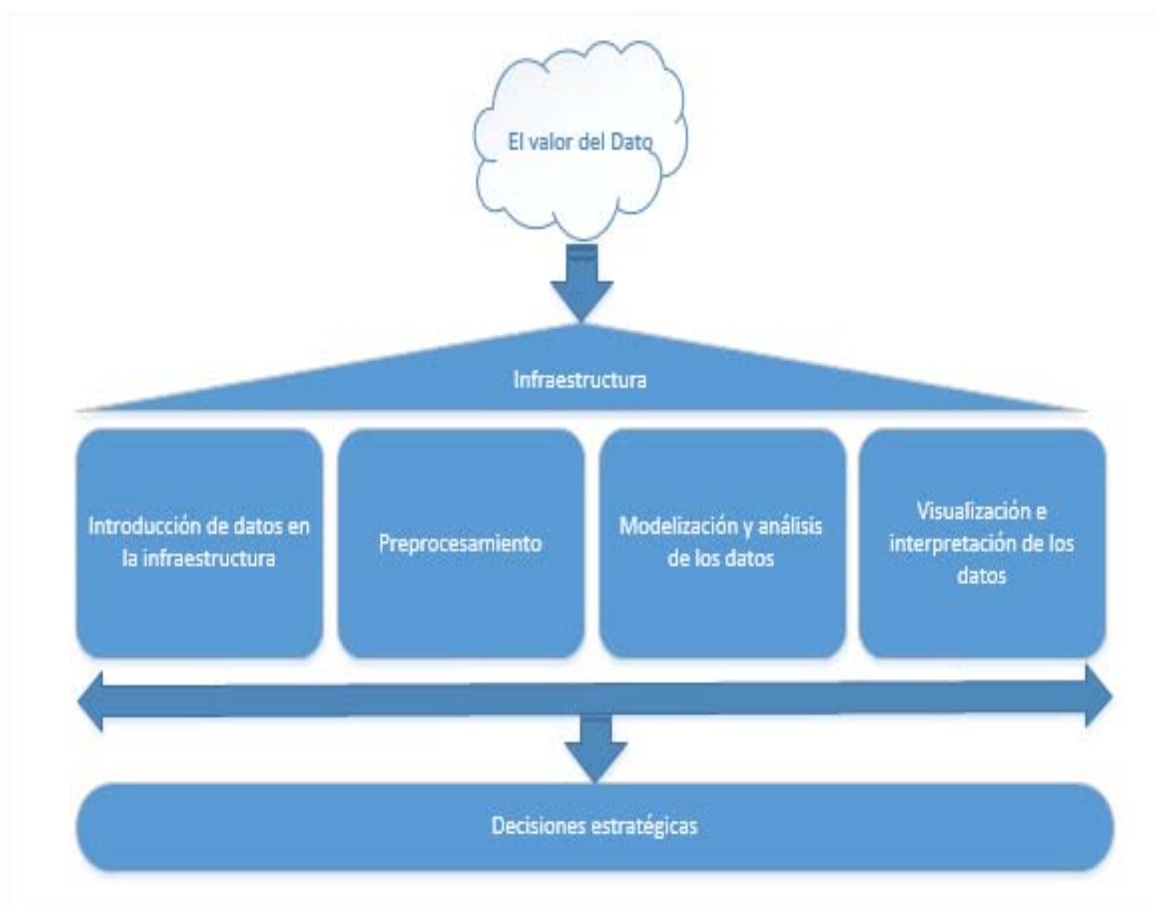 El valor del Dato
Infraestructura
Introducción de datos en
la infraestructura
Preprocesamiento
Modelización y análisis
de los datos
Visualización e
interpretación de los
datos
Decisiones estratégicas